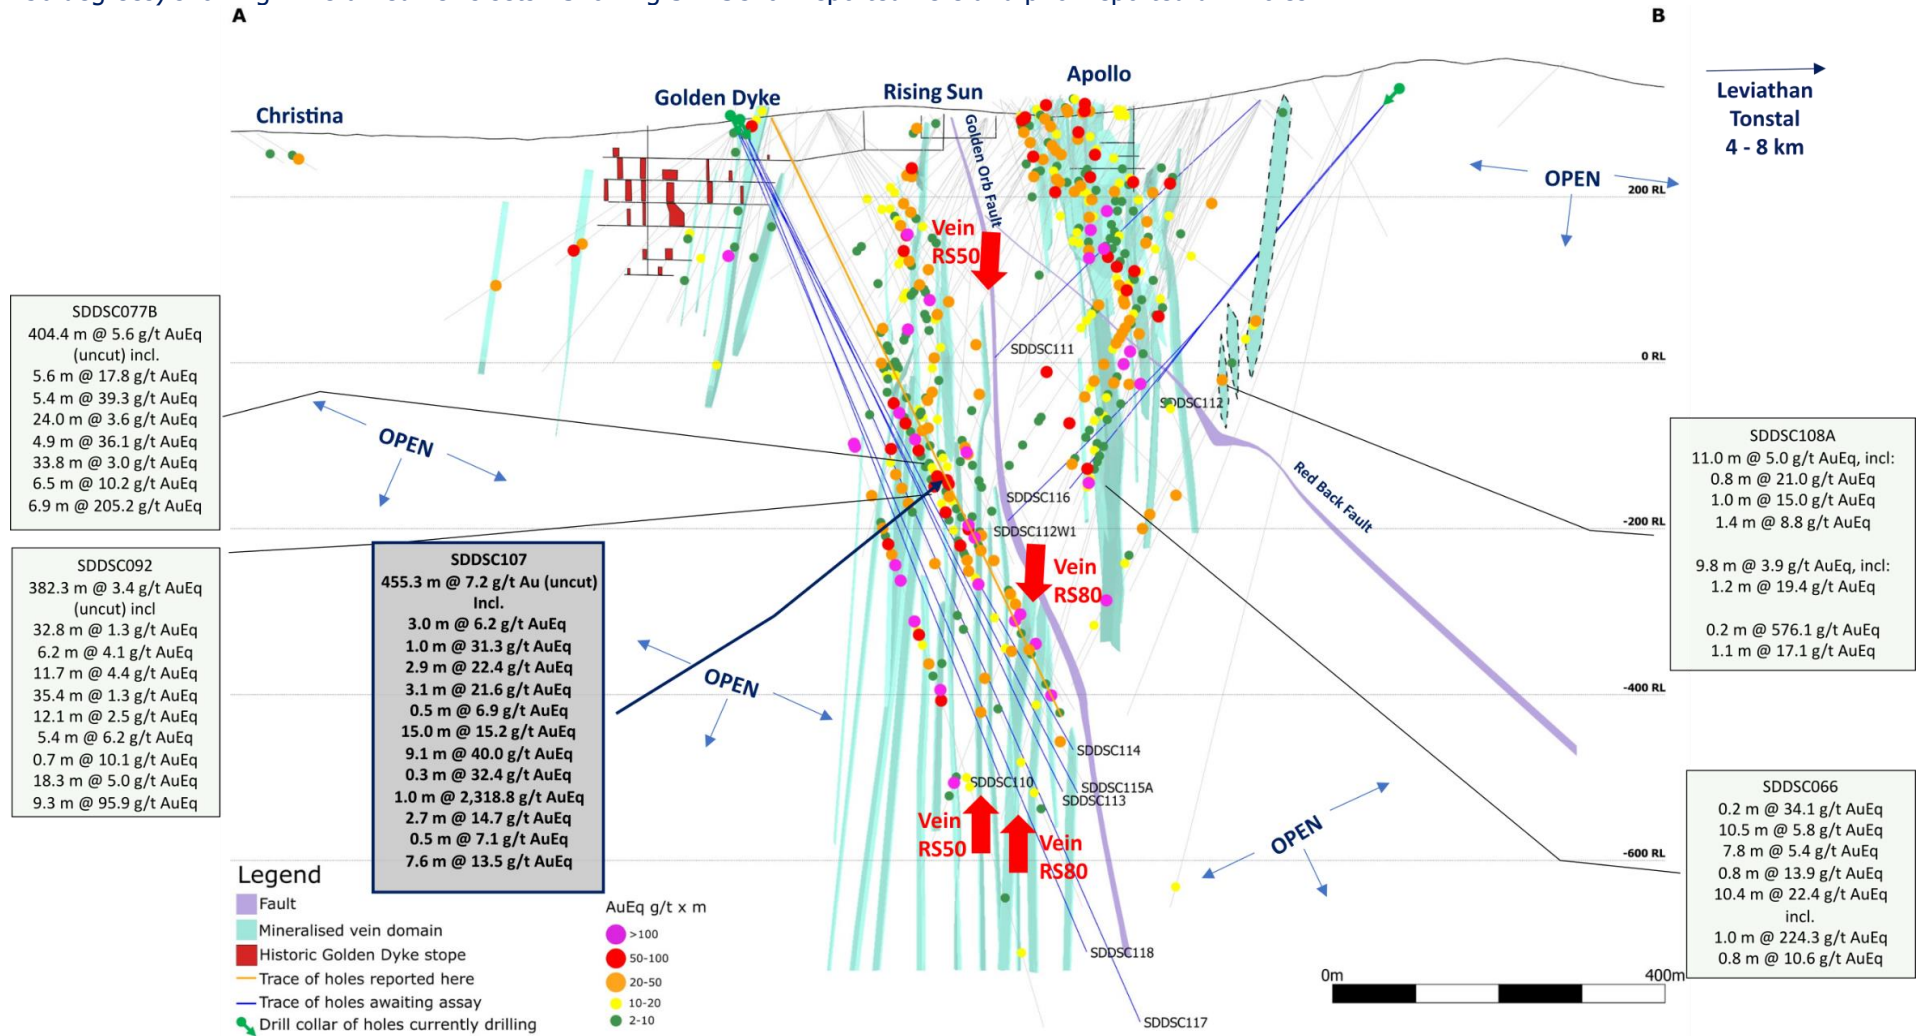 A
B
Christina
Golden Dyke
Rising Sun
Apollo
Leviathan
Tonstal
4 - 8 km
Golden Orb Fault
OPEN
200 RL
Vein
RS50
SDDSC077B
404.4 m @ 5.6 g/t AuEq
(uncut) incl.
5.6 m @ 17.8 g/t AuEq
5.4 m @ 39.3 g/t AuEq
24.0 m @ 3.6 g/t AuEq
4.9 m @ 36.1 g/t AuEq
33.8 m @ 3.0 g/t AuEq
6.5 m @ 10.2 g/t AuEq
6.9 m @ 205.2 g/t AuEq
SDDSC111
0 RL
SDDSC112
OPEN
SDDSC108A
11.0 m @ 5.0 g/t AuEq, incl:
0.8 m @ 21.0 g/t AuEq
1.0 m @ 15.0 g/t AuEq
1.4 m @ 8.8 g/t AuEq
9.8 m @ 3.9 g/t AuEq, incl:
1.2 m @ 19.4 g/t AuEq
0.2 m @ 576.1 g/t AuEq
1.1 m @ 17.1 g/t AuEq
Red Back Fault
SDDSC116
SDDSC112W1
-200 RL
Vein
RS80
SDDSC092
382.3 m @ 3.4 g/t AuEq
(uncut) incl
32.8 m @ 1.3 g/t AuEq
6.2 m @ 4.1 g/t AuEq
11.7 m @ 4.4 g/t AuEq
35.4 m @ 1.3 g/t AuEq
12.1 m @ 2.5 g/t AuEq
5.4 m @ 6.2 g/t AuEq
0.7 m @ 10.1 g/t AuEq
18.3 m @ 5.0 g/t AuEq
9.3 m @ 95.9 g/t AuEq
SDDSC107
455.3 m @ 7.2 g/t Au (uncut)
Incl.
3.0 m @ 6.2 g/t AuEq
1.0 m @ 31.3 g/t AuEq
2.9 m @ 22.4 g/t AuEq
3.1 m @ 21.6 g/t AuEq
0.5 m @ 6.9 g/t AuEq
15.0 m @ 15.2 g/t AuEq
9.1 m @ 40.0 g/t AuEq
0.3 m @ 32.4 g/t AuEq
1.0 m @ 2,318.8 g/t AuEq
2.7 m @ 14.7 g/t AuEq
0.5 m @ 7.1 g/t AuEq
7.6 m @ 13.5 g/t AuEq
OPEN
-400 RL
SDDSC114
SDDSC110
SDDSC115A
SDDSC113
Vein
RS50
Vein
RS80
OPEN
-600 RL
SDDSC066
0.2 m @ 34.1 g/t AuEq
10.5 m @ 5.8 g/t AuEq
7.8 m @ 5.4 g/t AuEq
0.8 m @ 13.9 g/t AuEq
10.4 m @ 22.4 g/t AuEq
incl.
1.0 m @ 224.3 g/t AuEq
0.8 m @ 10.6 g/t AuEq
SDDSC118
SDDSC117
0m
400m
Legend
Fault
Mineralised vein domain
Historic Golden Dyke stope
Trace of holes reported here
Trace of holes awaiting assay
Drill collar of holes currently drilling
AuEq g/t x m
>100
50-100
20-50
10-20
2-10